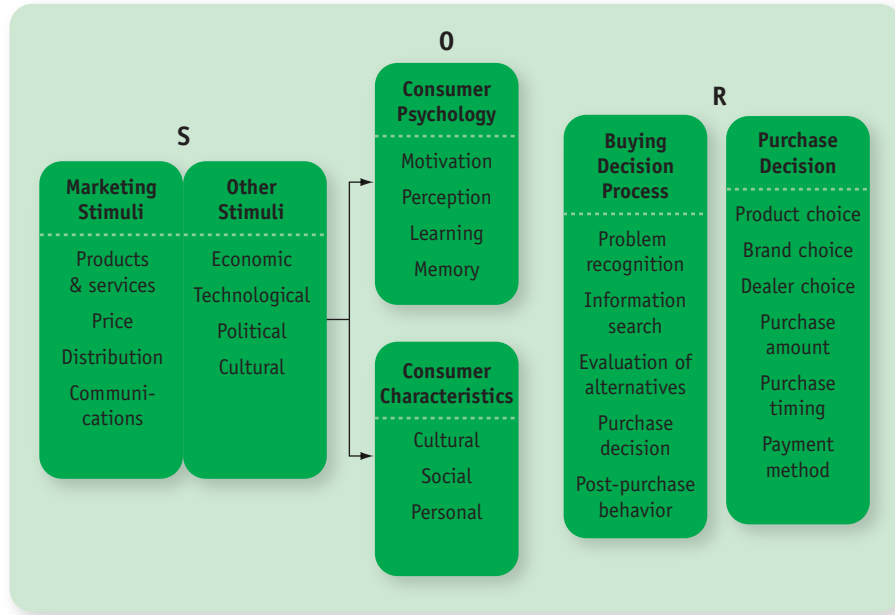 S
Marketing
Stimuli
Products
& services
Price
Distribution
Communi-
cations
Other
Stimuli
Economic
Technological
Political
Cultural
O
Consumer
Psychology
Motivation
Perception
Learning
Memory
Consumer
Characteristics
Cultural
Social
Personal
R
Buying
Decision
Process
Problem
recognition
Information
search
Evaluation of
alternatives
Purchase
decision
Post-purchase
behavior
Purchase
Decision
Product choice
Brand choice
Dealer choice
Purchase
amount
Purchase
timing
Payment
method